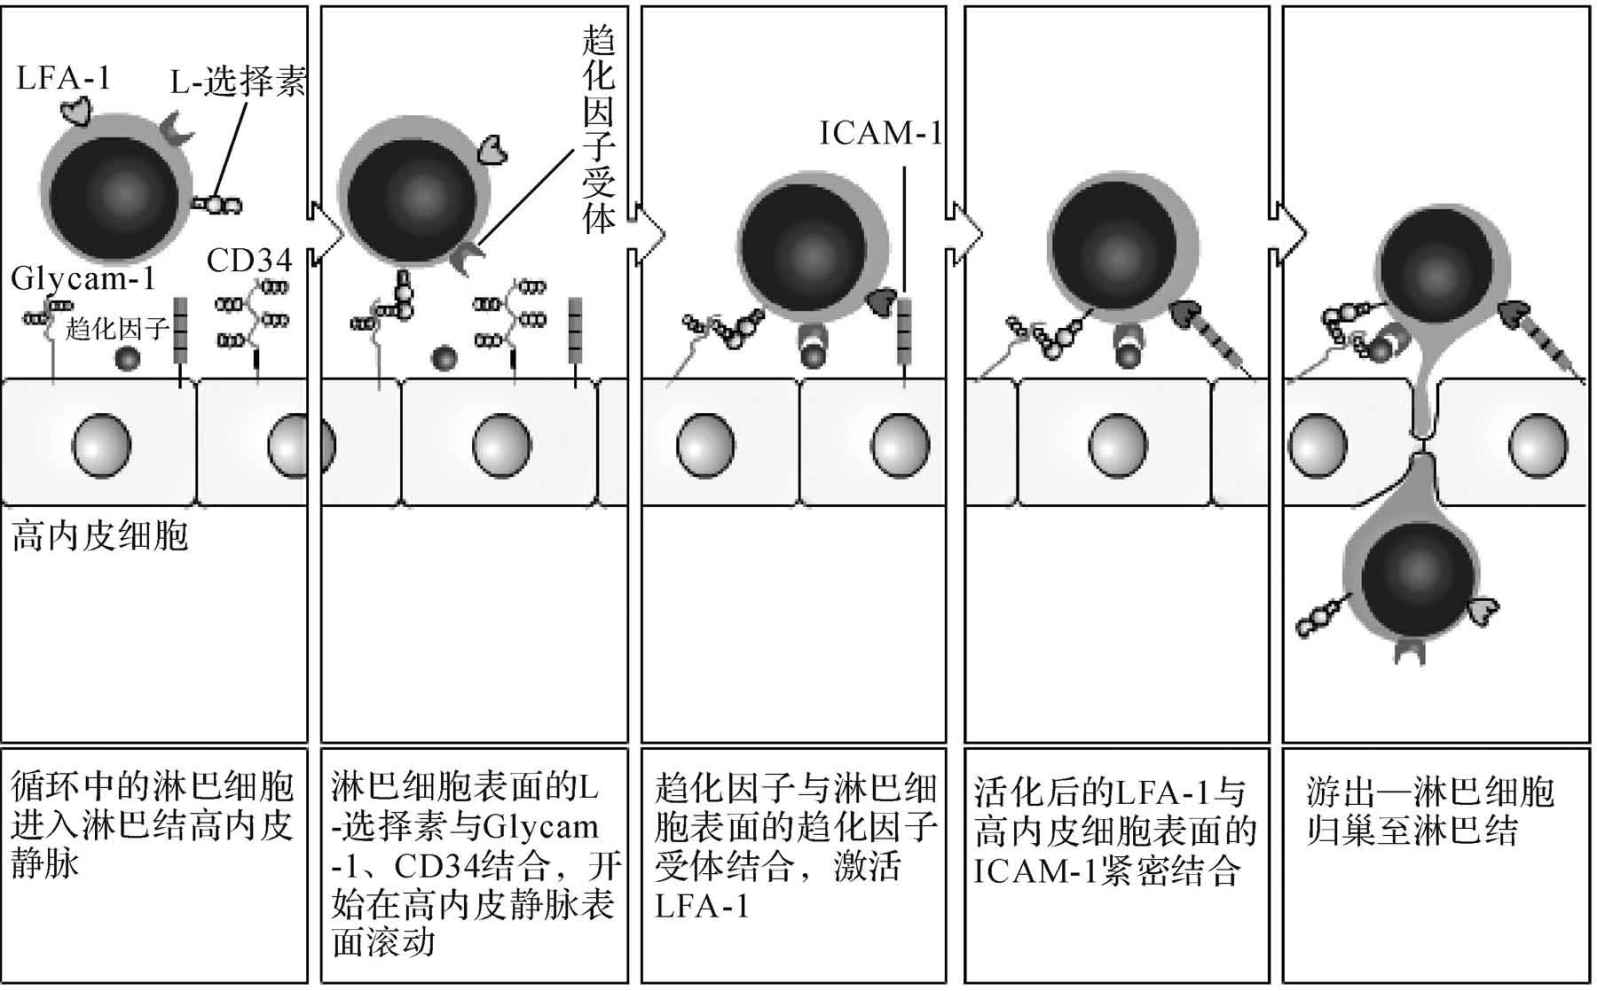 LFA-1
L-选择素
Glycam-1
CD34
趋化因子
高内皮细胞
趋化因子受体
ICAM-1
循环中的淋巴细胞
进入淋巴结高内皮
静脉
淋巴细胞表面的L
-选择素与Glycam
-1、CD34结合，开
始在高内皮静脉表
面滚动
趋化因子与淋巴细
胞表面的趋化因子
受体结合，激活
LFA-1
活化后的LFA-1与
高内皮细胞表面的
ICAM-1紧密结合
游出—淋巴细胞
归巢至淋巴结